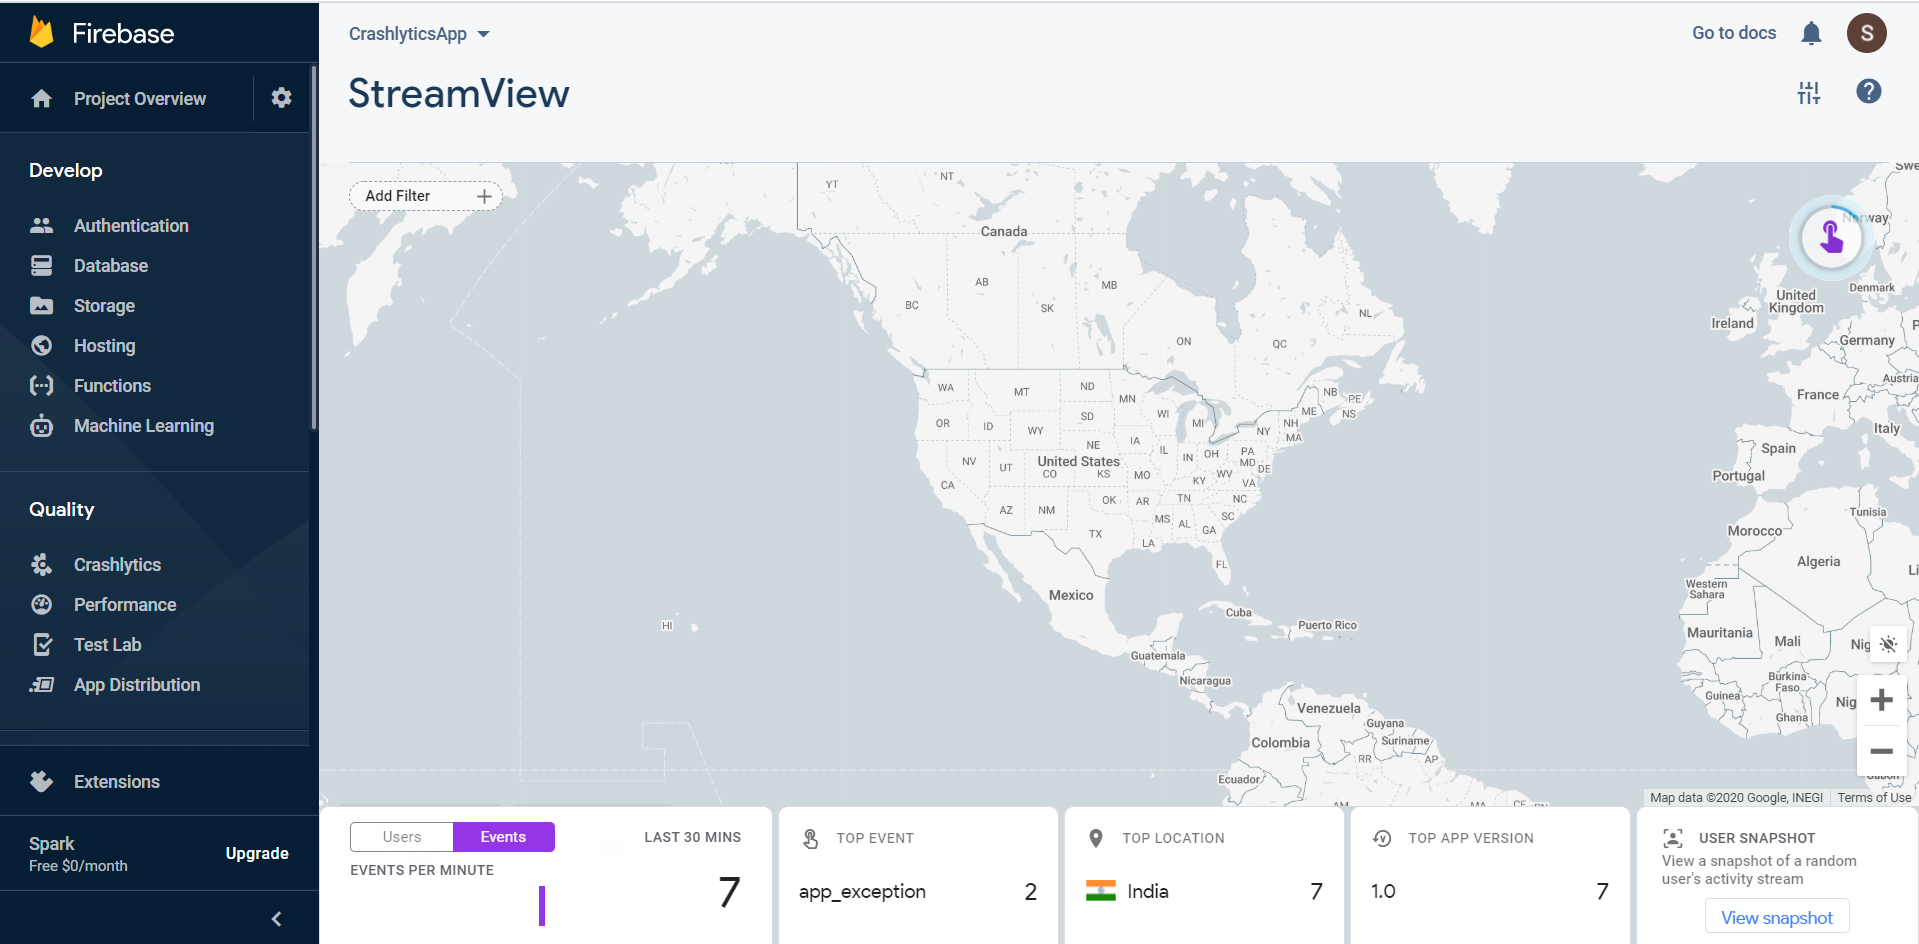 Firebase
CrashlyticsApp
Go to docs
S
Project Overview
StreamView
Develop
Authentication
Database
Storage
Hosting
Functions
Machine Learning
Quality
Crashlytics
Performance
Test Lab
App Distribution
Extensions
Spark
Free $0/month
Upgrade
Add Filter
YT
NT
Canada
AB
MB
BC
SK
NL
ON
QC
WA
MT
ND
MN
NB
PE
NS
OR
ID
SD
WI
ME
WY
MI
NH
NY
MA
NE
IA
NV
UT
United States
CO
KS
IL
IN
OH
PA
MD
DE
CA
MO
KY
WV
VA
AZ
NM
OK
AR
TN
NC
SC
TX
MS
AL
GA
LA
FL
Mexico
HI
Cuba
Puerto Rico
Guatemala
Nicaragua
Venezuela
Guyana
Colombia
Suriname
RR
AP
Ecuador
AM
Swe
Norway
Denmark
United
Kingdom
Ireland
Germany
France
Austria
Italy
Spain
Portugal
Tunisia
Morocco
Algeria
Li
Western
Sahara
Mauritania
Mali
Nig
Burkina
Faso
Guinea
Nig
Ghana
Gabon
Map data ©2020 Google, INEGI
Terms of Use
Users
Events
LAST 30 MINS
EVENTS PER MINUTE
7
TOP EVENT
app_exception
2
TOP LOCATION
India
7
TOP APP VERSION
1.0
7
USER SNAPSHOT
View a snapshot of a random
user's activity stream
View snapshot